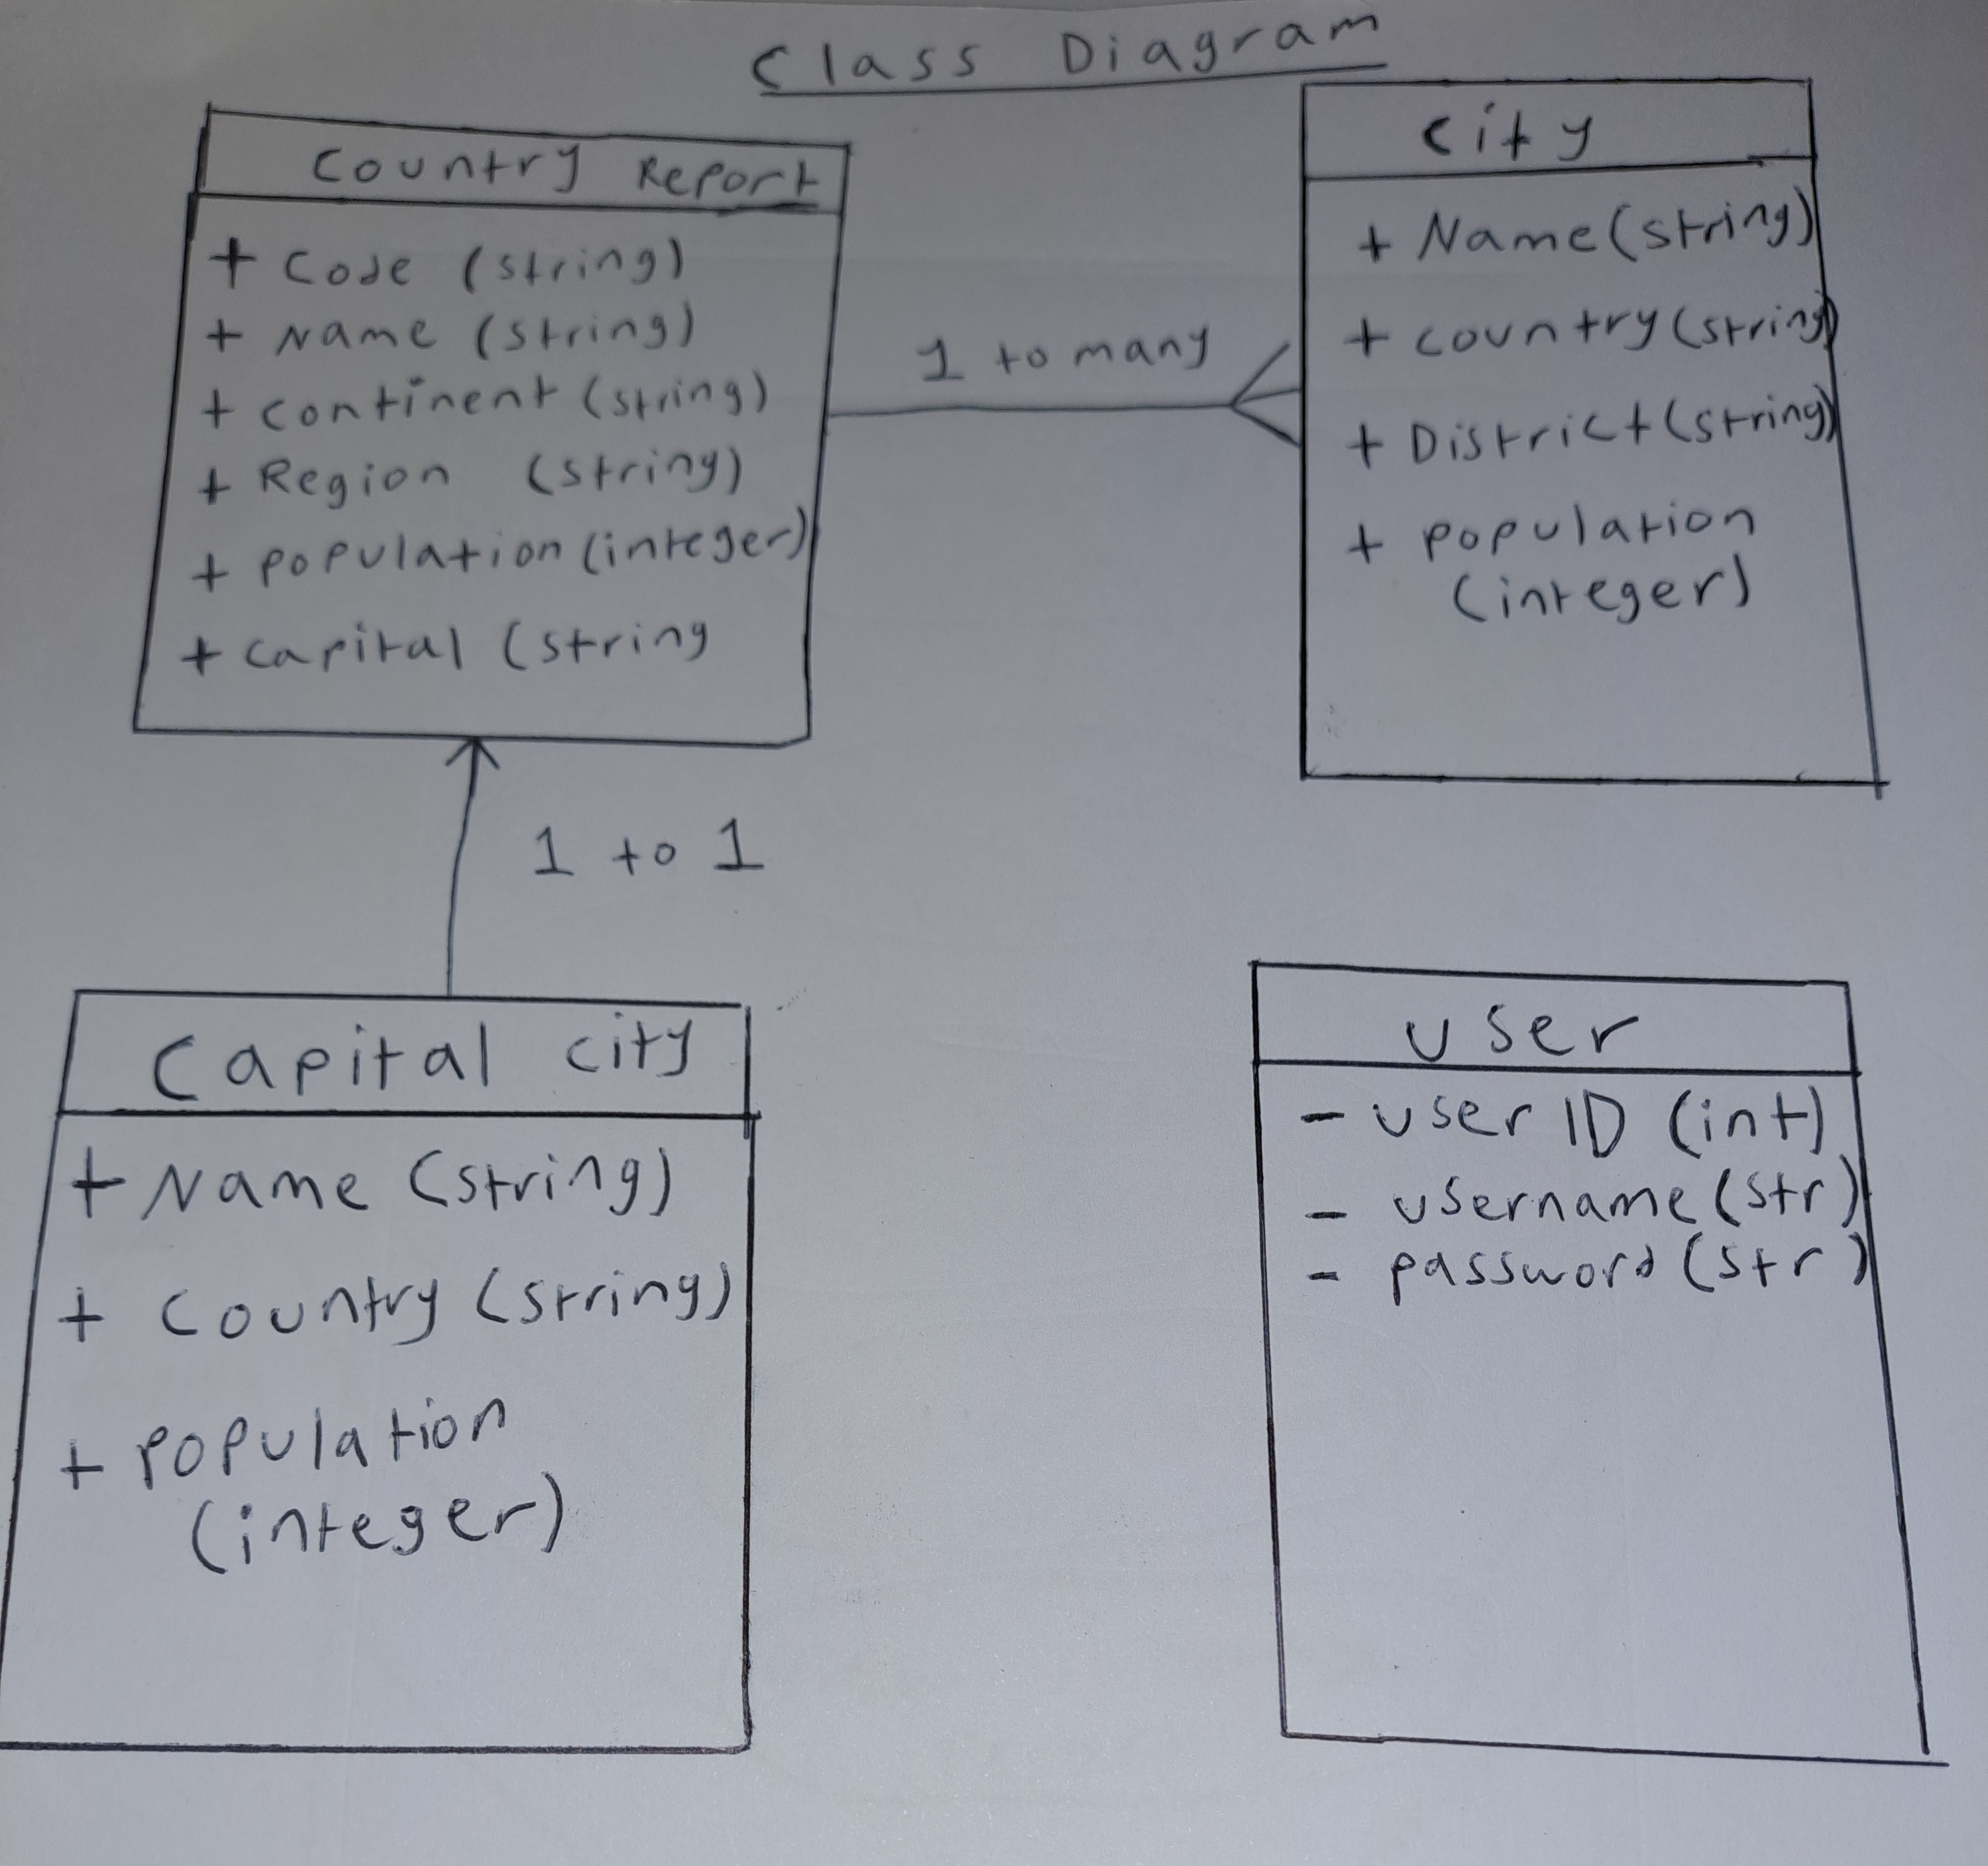 Class Diagram
Country Report
+ Code (string)
+ Name (string)
+ Continent (string)
+ Region (string)
+ Population (integer)
+ Capital (string
1 to many
City
+ Name (string)
+ Country (string)
+ District (string)
+ Population
(integer)
1 to 1
Capital City
+ Name (string)
+ Country (string)
+ Population
(integer)
User
- User ID (int)
- Username (str)
- password (str)